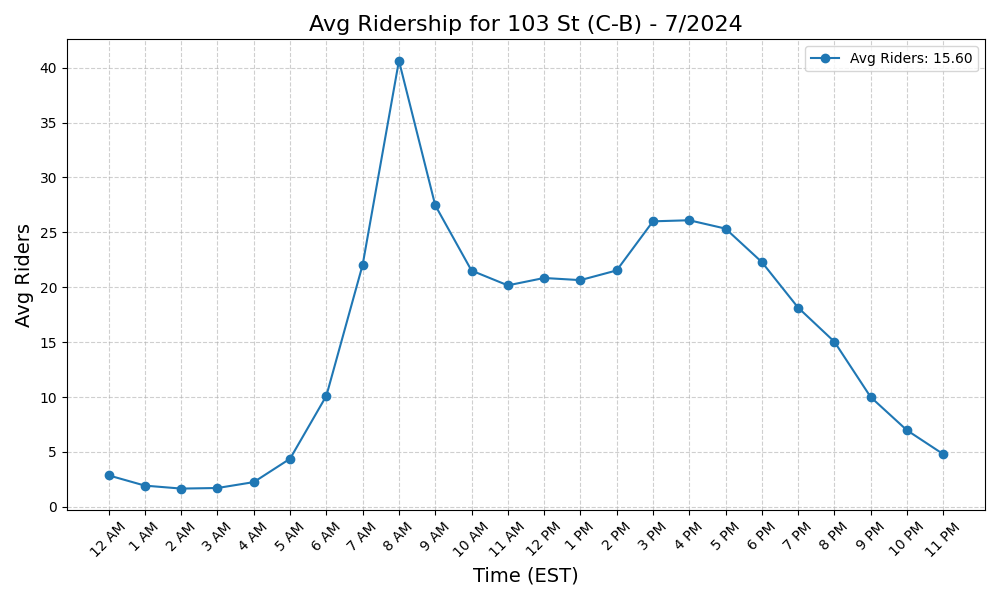 Avg Ridership for 103 St (C-B) - 7/2024
Avg Riders: 15.60
Avg Riders
40
35
30
25
20
15
10
5
0
12 AM
1 AM
2 AM
3 AM
4 AM
5 AM
6 AM
7 AM
8 AM
9 AM
10 AM
11 AM
12 PM
1 PM
2 PM
3 PM
4 PM
5 PM
6 PM
7 PM
8 PM
9 PM
10 PM
11 PM
Time (EST)